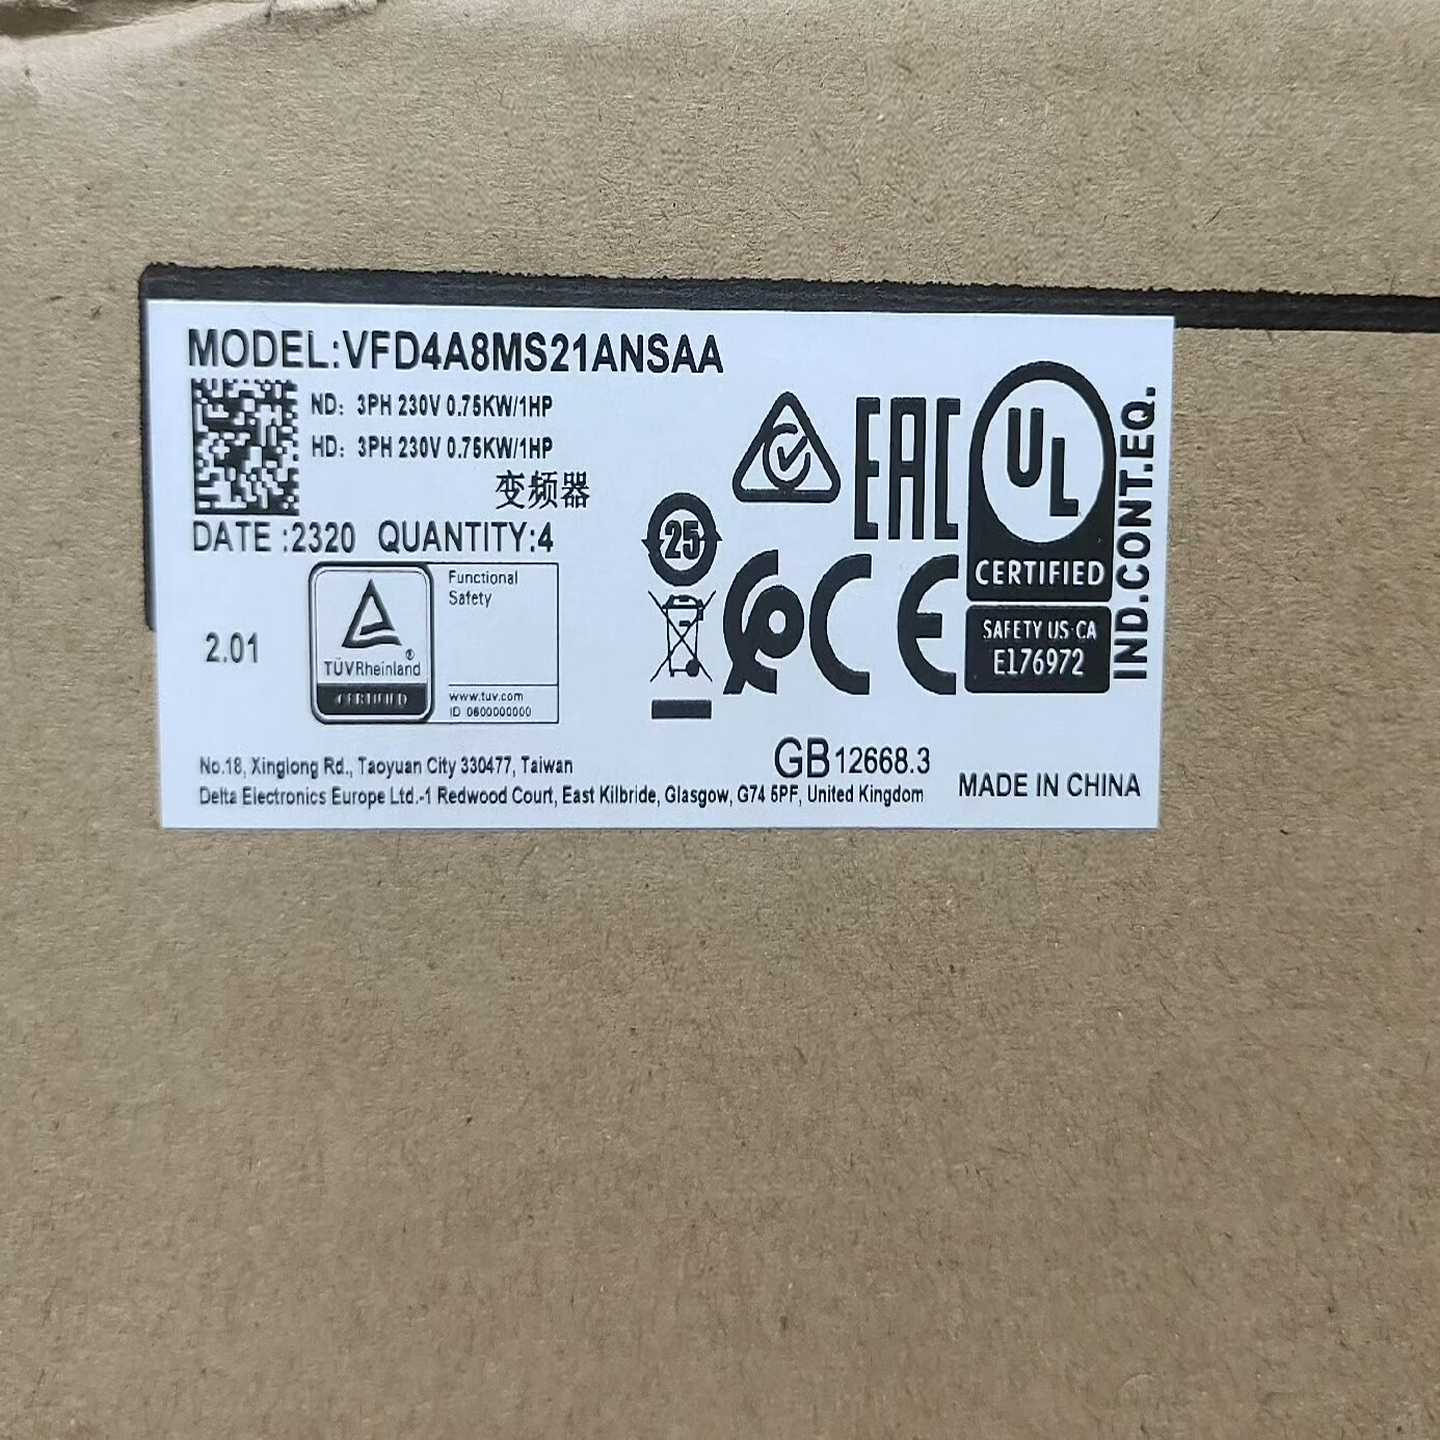 MODEL:VFD4A8MS21ANSAA
ND: 3PH 230V 0.75KW/1HP
HD: 3PH 230V 0.75KW/1HP
变频器
DATE :2320 QUANTITY:4
2.01
TÜVRheinland ®
CERTIFIED
Functional
Safety
www.tuv.com
ID 0600000000
25
EAC
CE
UL
CERTIFIED
SAFETY US·CA
E176972
IND.CONT.EQ.
GB12668.3
MADE IN CHINA
No.18, Xinglong Rd., Taoyuan City 330477, Taiwan
Delta Electronics Europe Ltd.-1 Redwood Court, East Kilbride, Glasgow, G74 5PF, United Kingdom